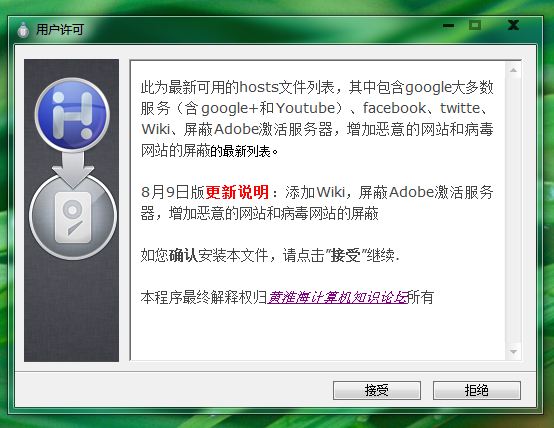 用户许可
此为最新可用的hosts文件列表，其中包含google大多数
服务（含google+和Youtube）、facebook、twitte、
Wiki、屏蔽Adobe激活服务器，增加恶意的网站和病毒
网站的屏蔽的最新列表。
8月9日版更新说明：添加Wiki，屏蔽Adobe激活服务
器，增加恶意的网站和病毒网站的屏蔽
如您确认安装本文件，请点击"接受"继续.
本程序最终解释权归黄淮海计算机知识论坛所有
接受
拒绝